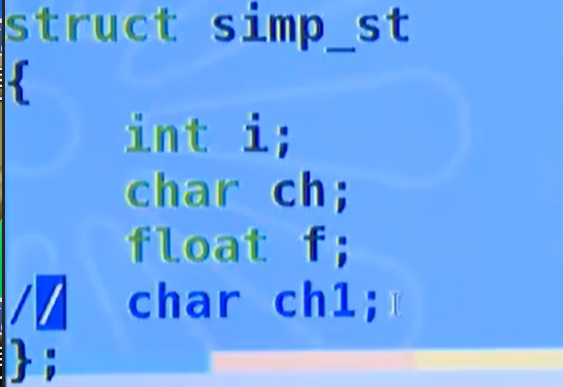 struct simp_st
{
int i;
char ch;
float f;
// char ch1;
};